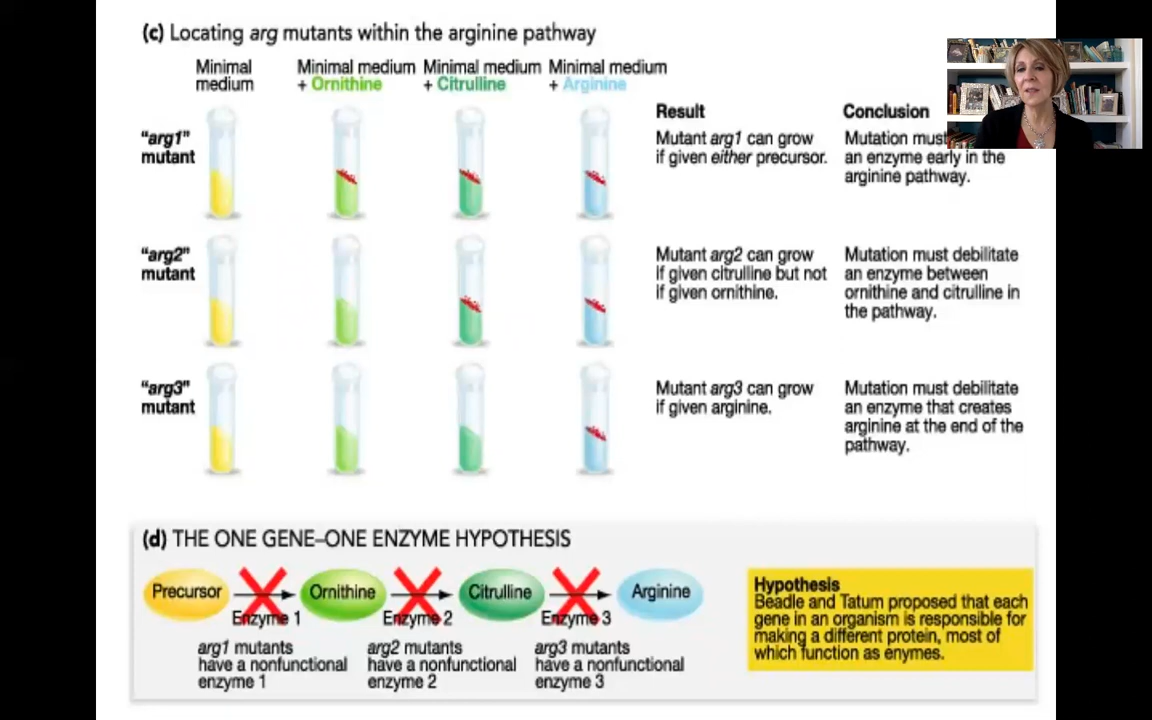 (c) Locating arg mutants within the arginine pathway
Minimal medium
Minimal medium + Ornithine
Minimal medium + Citrulline
Minimal medium + Arginine
Result
Conclusion
"arg1"
mutant
Mutant arg1 can grow
if given either precursor.
Mutation must
an enzyme early in the
arginine pathway.
"arg2"
mutant
Mutant arg2 can grow
if given citrulline but not
if given ornithine.
Mutation must debilitate
an enzyme between
ornithine and citrulline in
the pathway.
"arg3"
mutant
Mutant arg3 can grow
if given arginine.
Mutation must debilitate
an enzyme that creates
arginine at the end of the
pathway.
(d) THE ONE GENE–ONE ENZYME HYPOTHESIS
Precursor
Ornithine
Citrulline
Arginine
Enzyme 1
Enzyme 2
Enzyme 3
arg1 mutants
have a nonfunctional
enzyme 1
arg2 mutants
have a nonfunctional
enzyme 2
arg3 mutants
have a nonfunctional
enzyme 3
Hypothesis
Beadle and Tatum proposed that each
gene in an organism is responsible for
making a different protein, most of
which function as enymes.